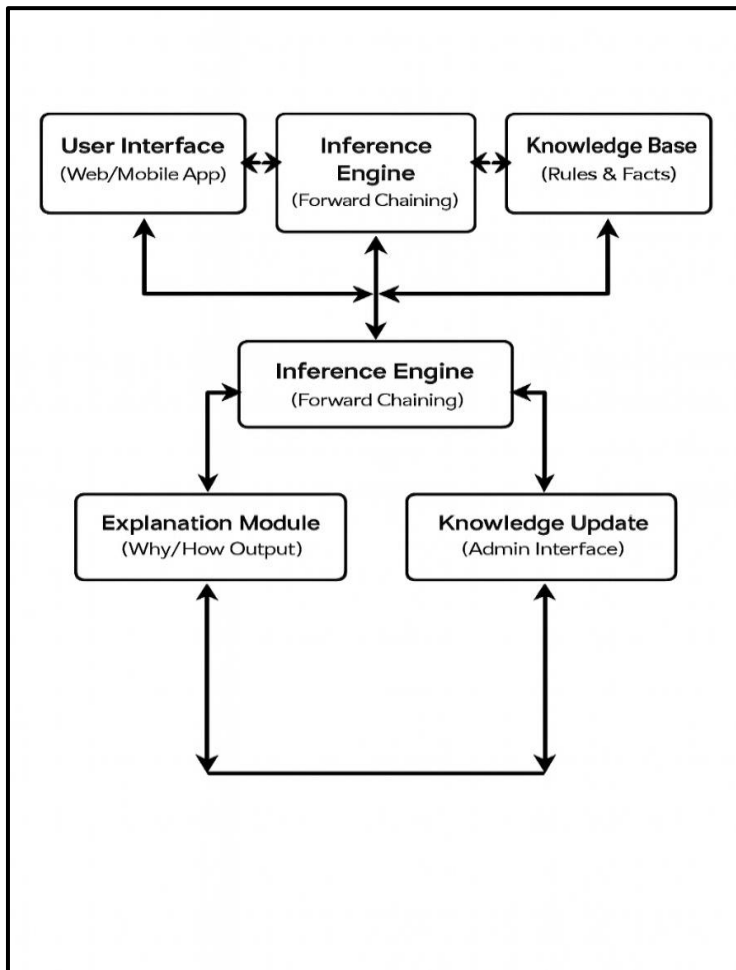 User Interface
(Web/Mobile App)
Inference
Engine
(Forward Chaining)
Knowledge Base
(Rules & Facts)
Inference Engine
(Forward Chaining)
Explanation Module
(Why/How Output)
Knowledge Update
(Admin Interface)